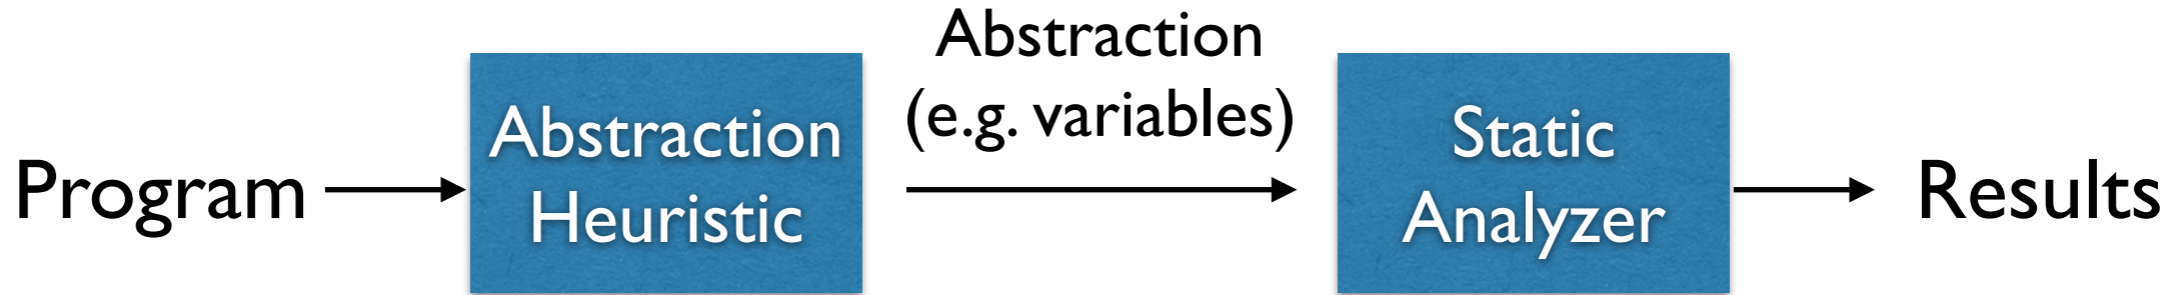 Program
Abstraction
Heuristic
Abstraction
(e.g. variables)
Static
Analyzer
Results